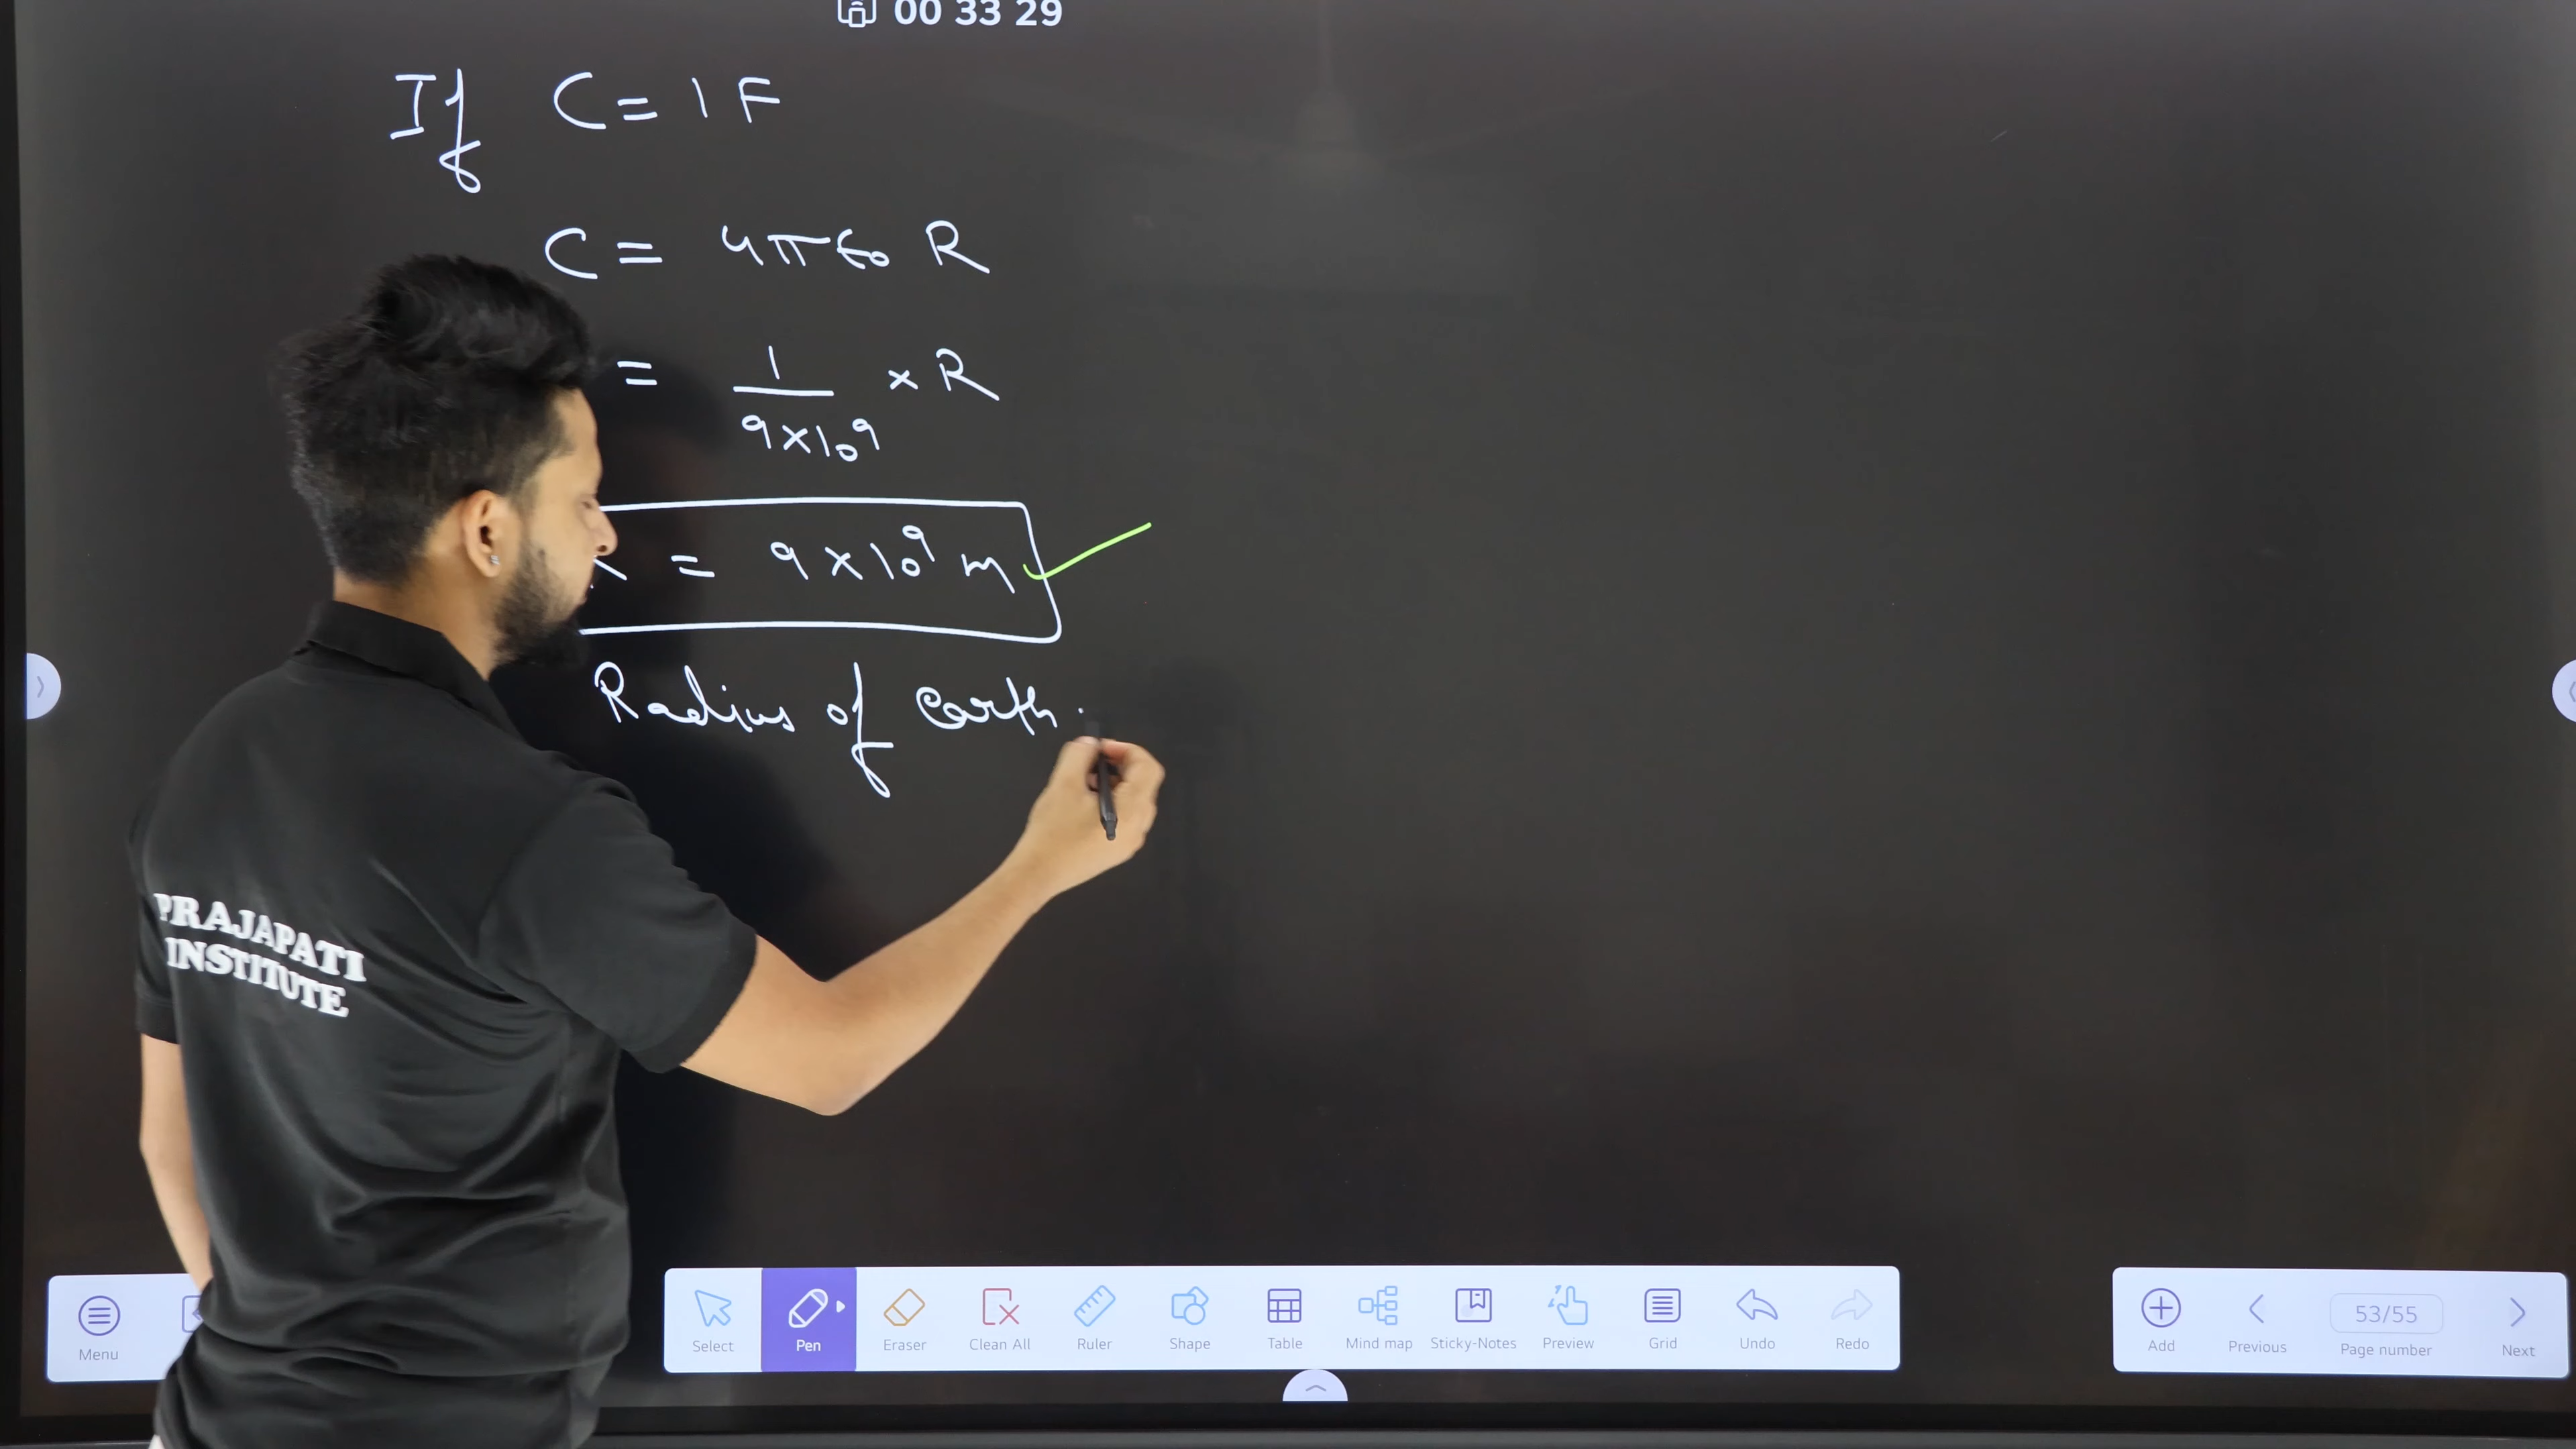 00 33 29
If C = 1 F
C = 4π ε0 R
= 1/9×10⁹ × R
= 9×10⁹ m
Radius of earth
PRAJAPATI
INSTITUTE
Menu
Select
Pen
Eraser
Clean All
Ruler
Shape
Table
Mind map
Sticky-Notes
Preview
Grid
Undo
Redo
Add
Previous
53/55
Page number
Next